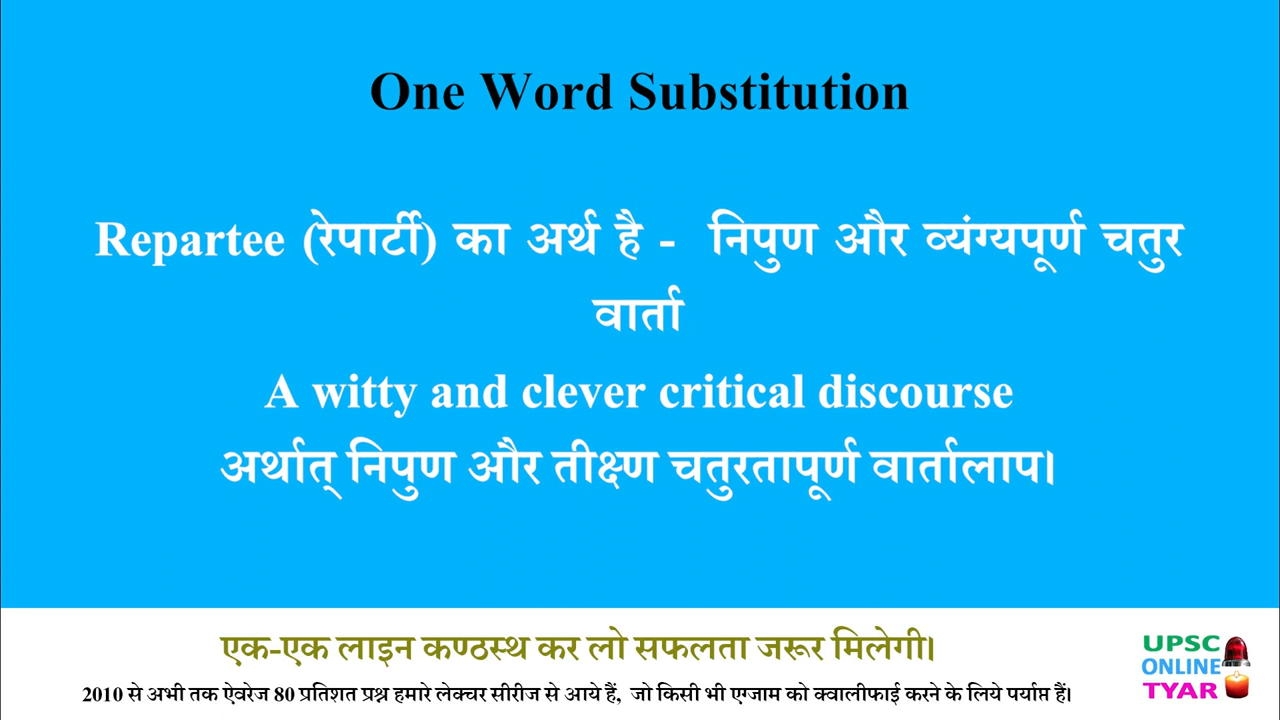 One Word Substitution
Repartee (रेपार्टी) का अर्थ है - निपुण और व्यंग्यपूर्ण चतुर
वार्ता
A witty and clever critical discourse
अर्थात् निपुण और तीक्ष्ण चतुरतापूर्ण वार्तालाप।
एक-एक लाइन कण्ठस्थ कर लो सफलता जरूर मिलेगी।
2010 से अभी तक ऐवरेज 80 प्रतिशत प्रश्न हमारे लेक्चर सीरीज से आये हैं, जो किसी भी एग्जाम को क्वालीफाई करने के लिये पर्याप्त हैं।
UPSC
ONLINE
TYAR